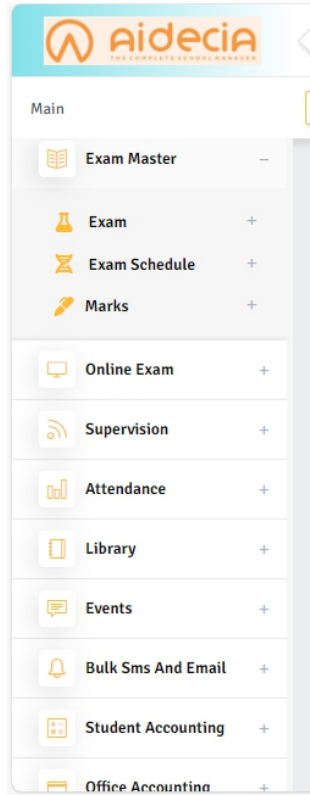 Aidecia
THE COMPLETE SCHOOL MANAGER
Main
Exam Master
Exam
Exam Schedule
Marks
Online Exam
Supervision
Attendance
Library
Events
Bulk Sms And Email
Student Accounting
Office Accounting